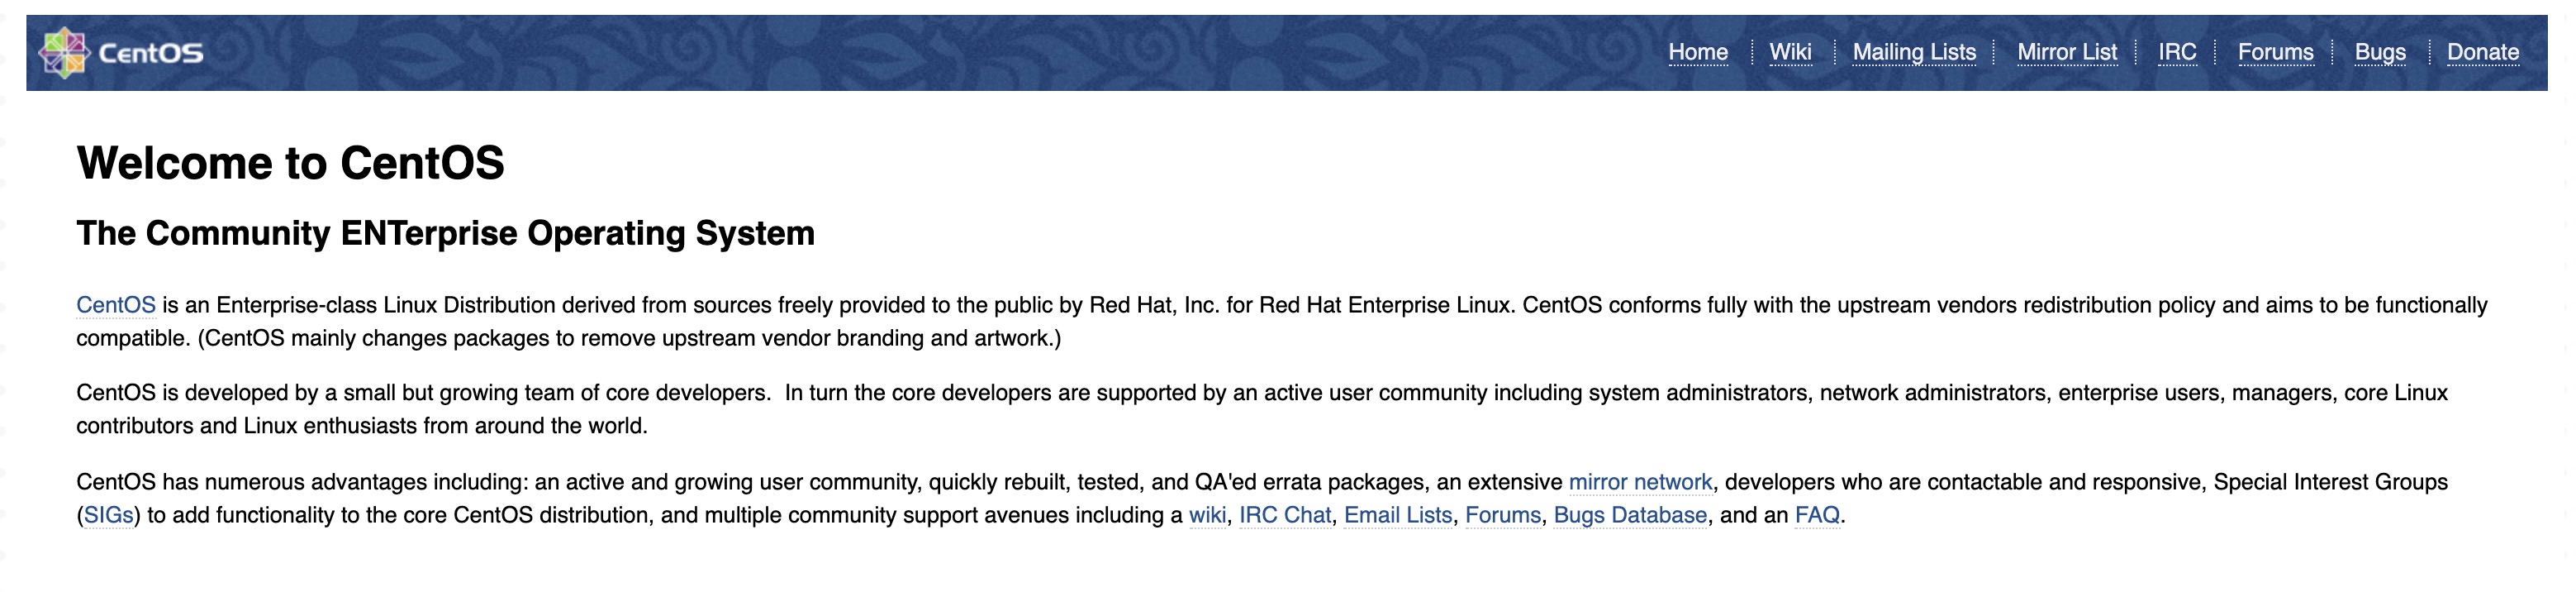 CentOS
Home Wiki Mailing Lists Mirror List IRC Forums Bugs Donate
Welcome to CentOS
The Community ENTerprise Operating System
CentOS is an Enterprise-class Linux Distribution derived from sources freely provided to the public by Red Hat, Inc. for Red Hat Enterprise Linux. CentOS conforms fully with the upstream vendors redistribution policy and aims to be functionally
compatible. (CentOS mainly changes packages to remove upstream vendor branding and artwork.)
CentOS is developed by a small but growing team of core developers.  In turn the core developers are supported by an active user community including system administrators, network administrators, enterprise users, managers, core Linux
contributors and Linux enthusiasts from around the world.
CentOS has numerous advantages including: an active and growing user community, quickly rebuilt, tested, and QA'ed errata packages, an extensive mirror network, developers who are contactable and responsive, Special Interest Groups
(SIGs) to add functionality to the core CentOS distribution, and multiple community support avenues including a wiki, IRC Chat, Email Lists, Forums, Bugs Database, and an FAQ.